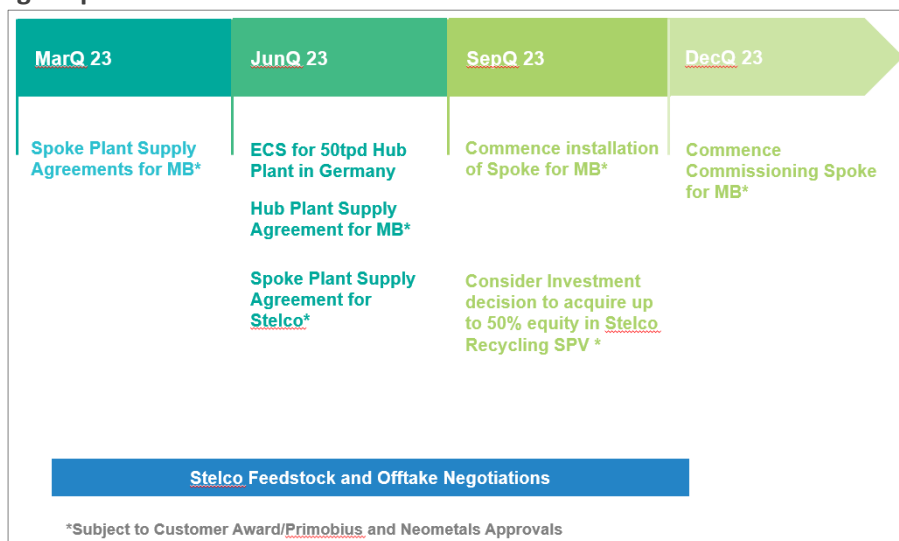 MarQ 23
JunQ 23
SepQ 23
DecQ 23
Spoke Plant Supply
Agreements for MB*
ECS for 50tpd Hub
Plant in Germany
Hub Plant Supply
Agreement for MB*
Spoke Plant Supply
Agreement for
Stelco*
Commence installation
of Spoke for MB*
Consider Investment
decision to acquire up
to 50% equity in Stelco
Recycling SPV *
Commence
Commissioning Spoke
for MB*
Stelco Feedstock and Offtake Negotiations
*Subject to Customer Award/Primobius and Neometals Approvals